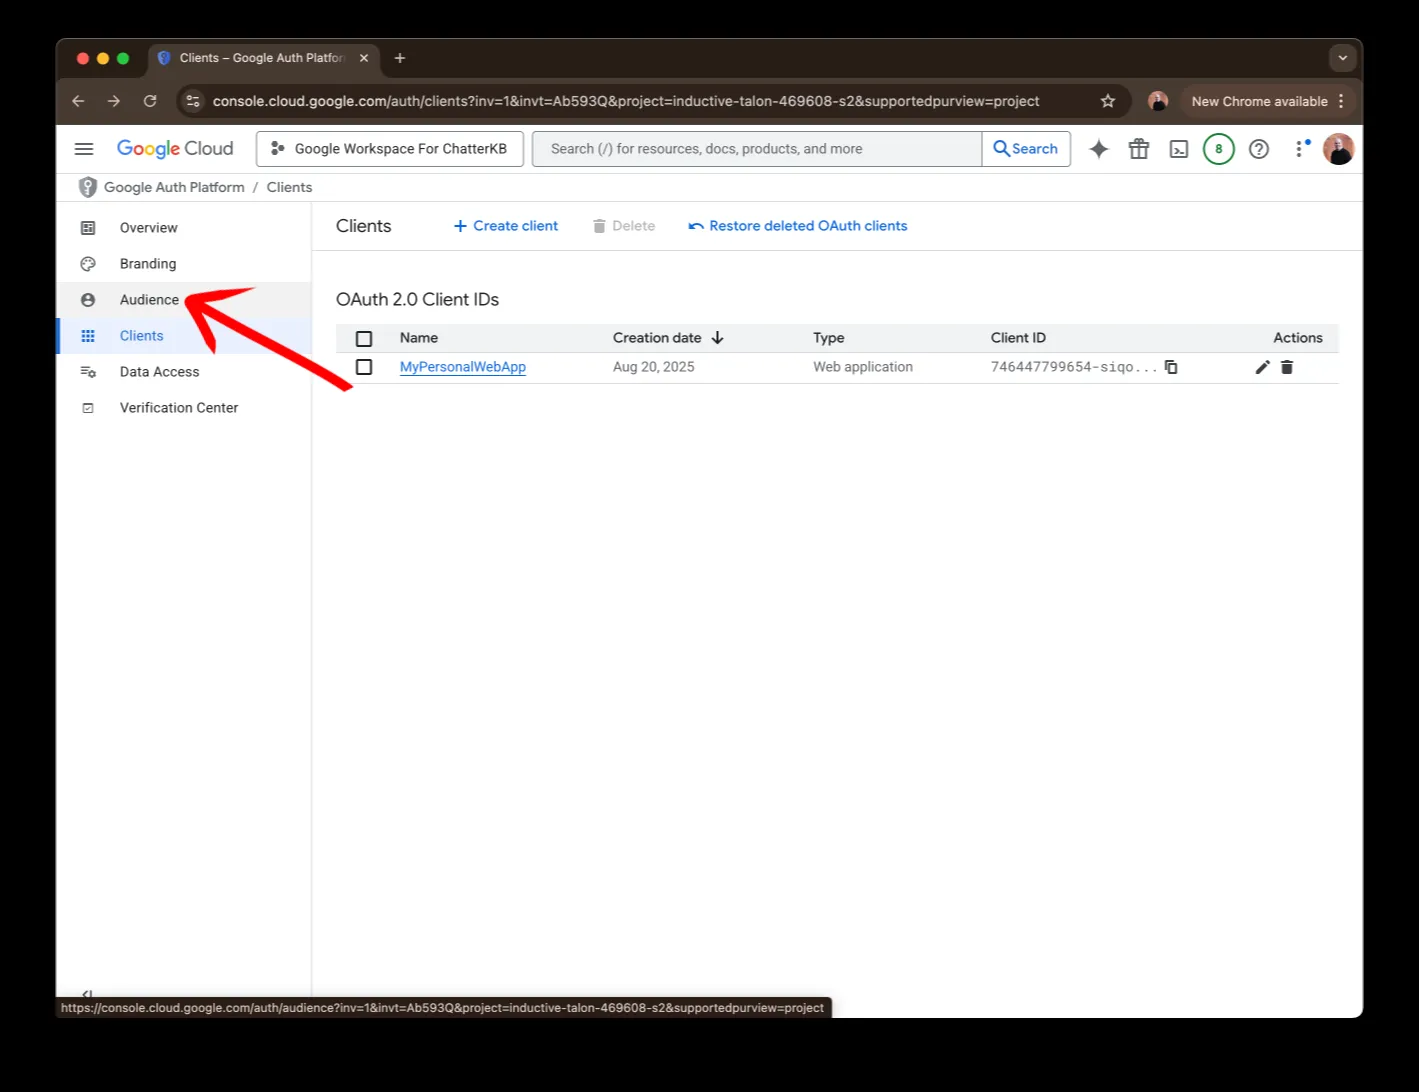 Clients – Google Auth Platfor
New Chrome available
console.cloud.google.com/auth/clients?inv=1&invt=Ab593Q&project=inductive-talon-469608-s2&supportedpurview=project
Google Cloud
Google Workspace For ChatterKB
Search (/) for resources, docs, products, and more
Search
8
Google Auth Platform / Clients
Overview
Branding
Audience
Clients
Data Access
Verification Center
Clients
Create client
Delete
Restore deleted OAuth clients
OAuth 2.0 Client IDs
Name Creation date Type Client ID Actions
MyPersonalWebApp Aug 20, 2025 Web application 746447799654-siqo...
https://console.cloud.google.com/auth/audience?inv=1&invt=Ab593Q&project=inductive-talon-469608-s2&supportedpurview=project